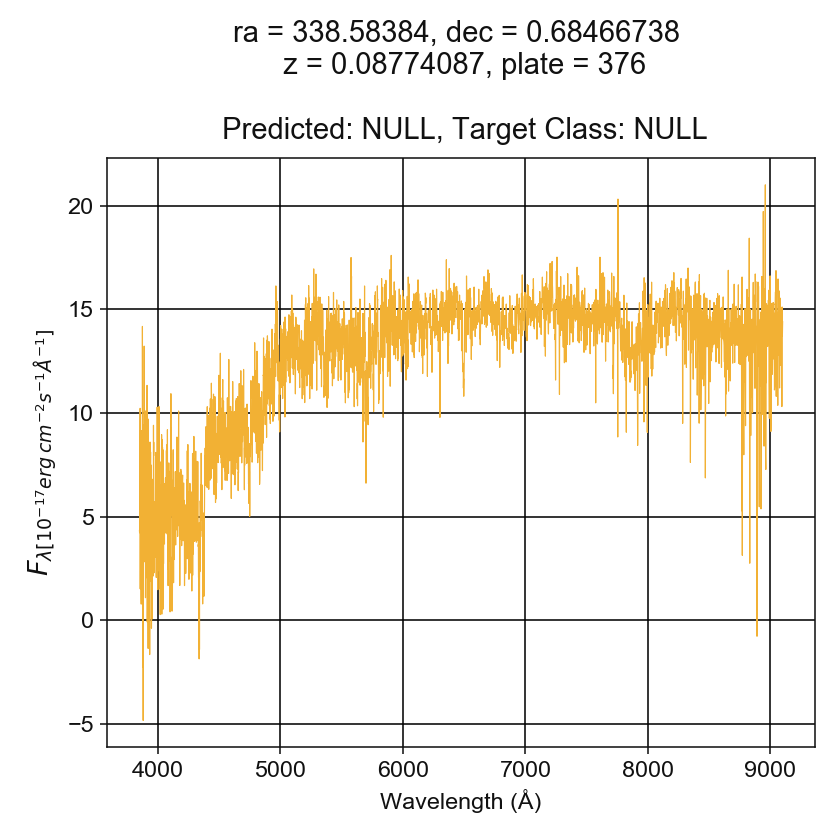 ra = 338.58384, dec = 0.68466738
z = 0.08774087, plate = 376
Predicted: NULL, Target Class: NULL
20
15
10
5
0
−5
F_{λ[10^{−17}erg cm^{−2}s^{−1}Å^{−1}]}
4000 5000 6000 7000 8000 9000
Wavelength (Å)